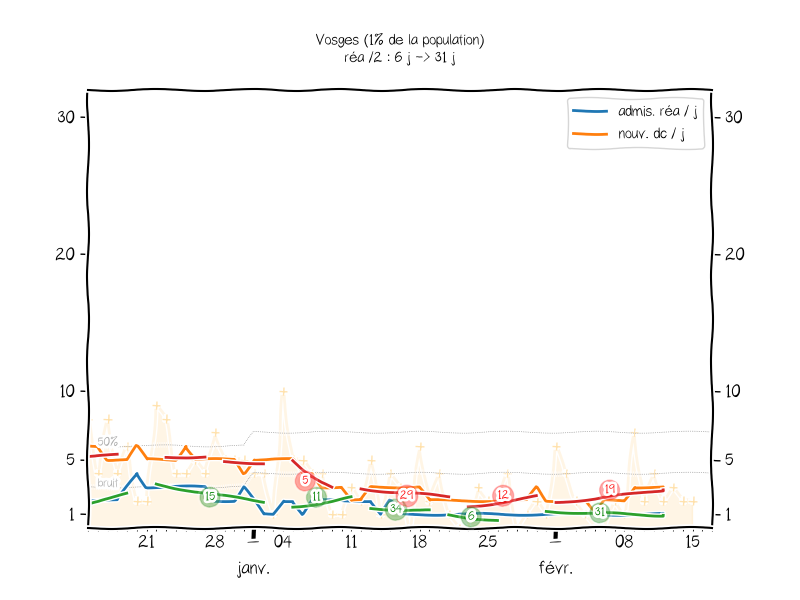 Vosges (1% de la population)
réa /2 : 6 j -> 31 j
admis. réa / j
nouv. dc / j
30 30
20 20
10 10
50%
5 5
bruit
1 1
5 19
15 11 29 12
34 6 31
21 28 04 11 18 25 08 15
janv. févr.